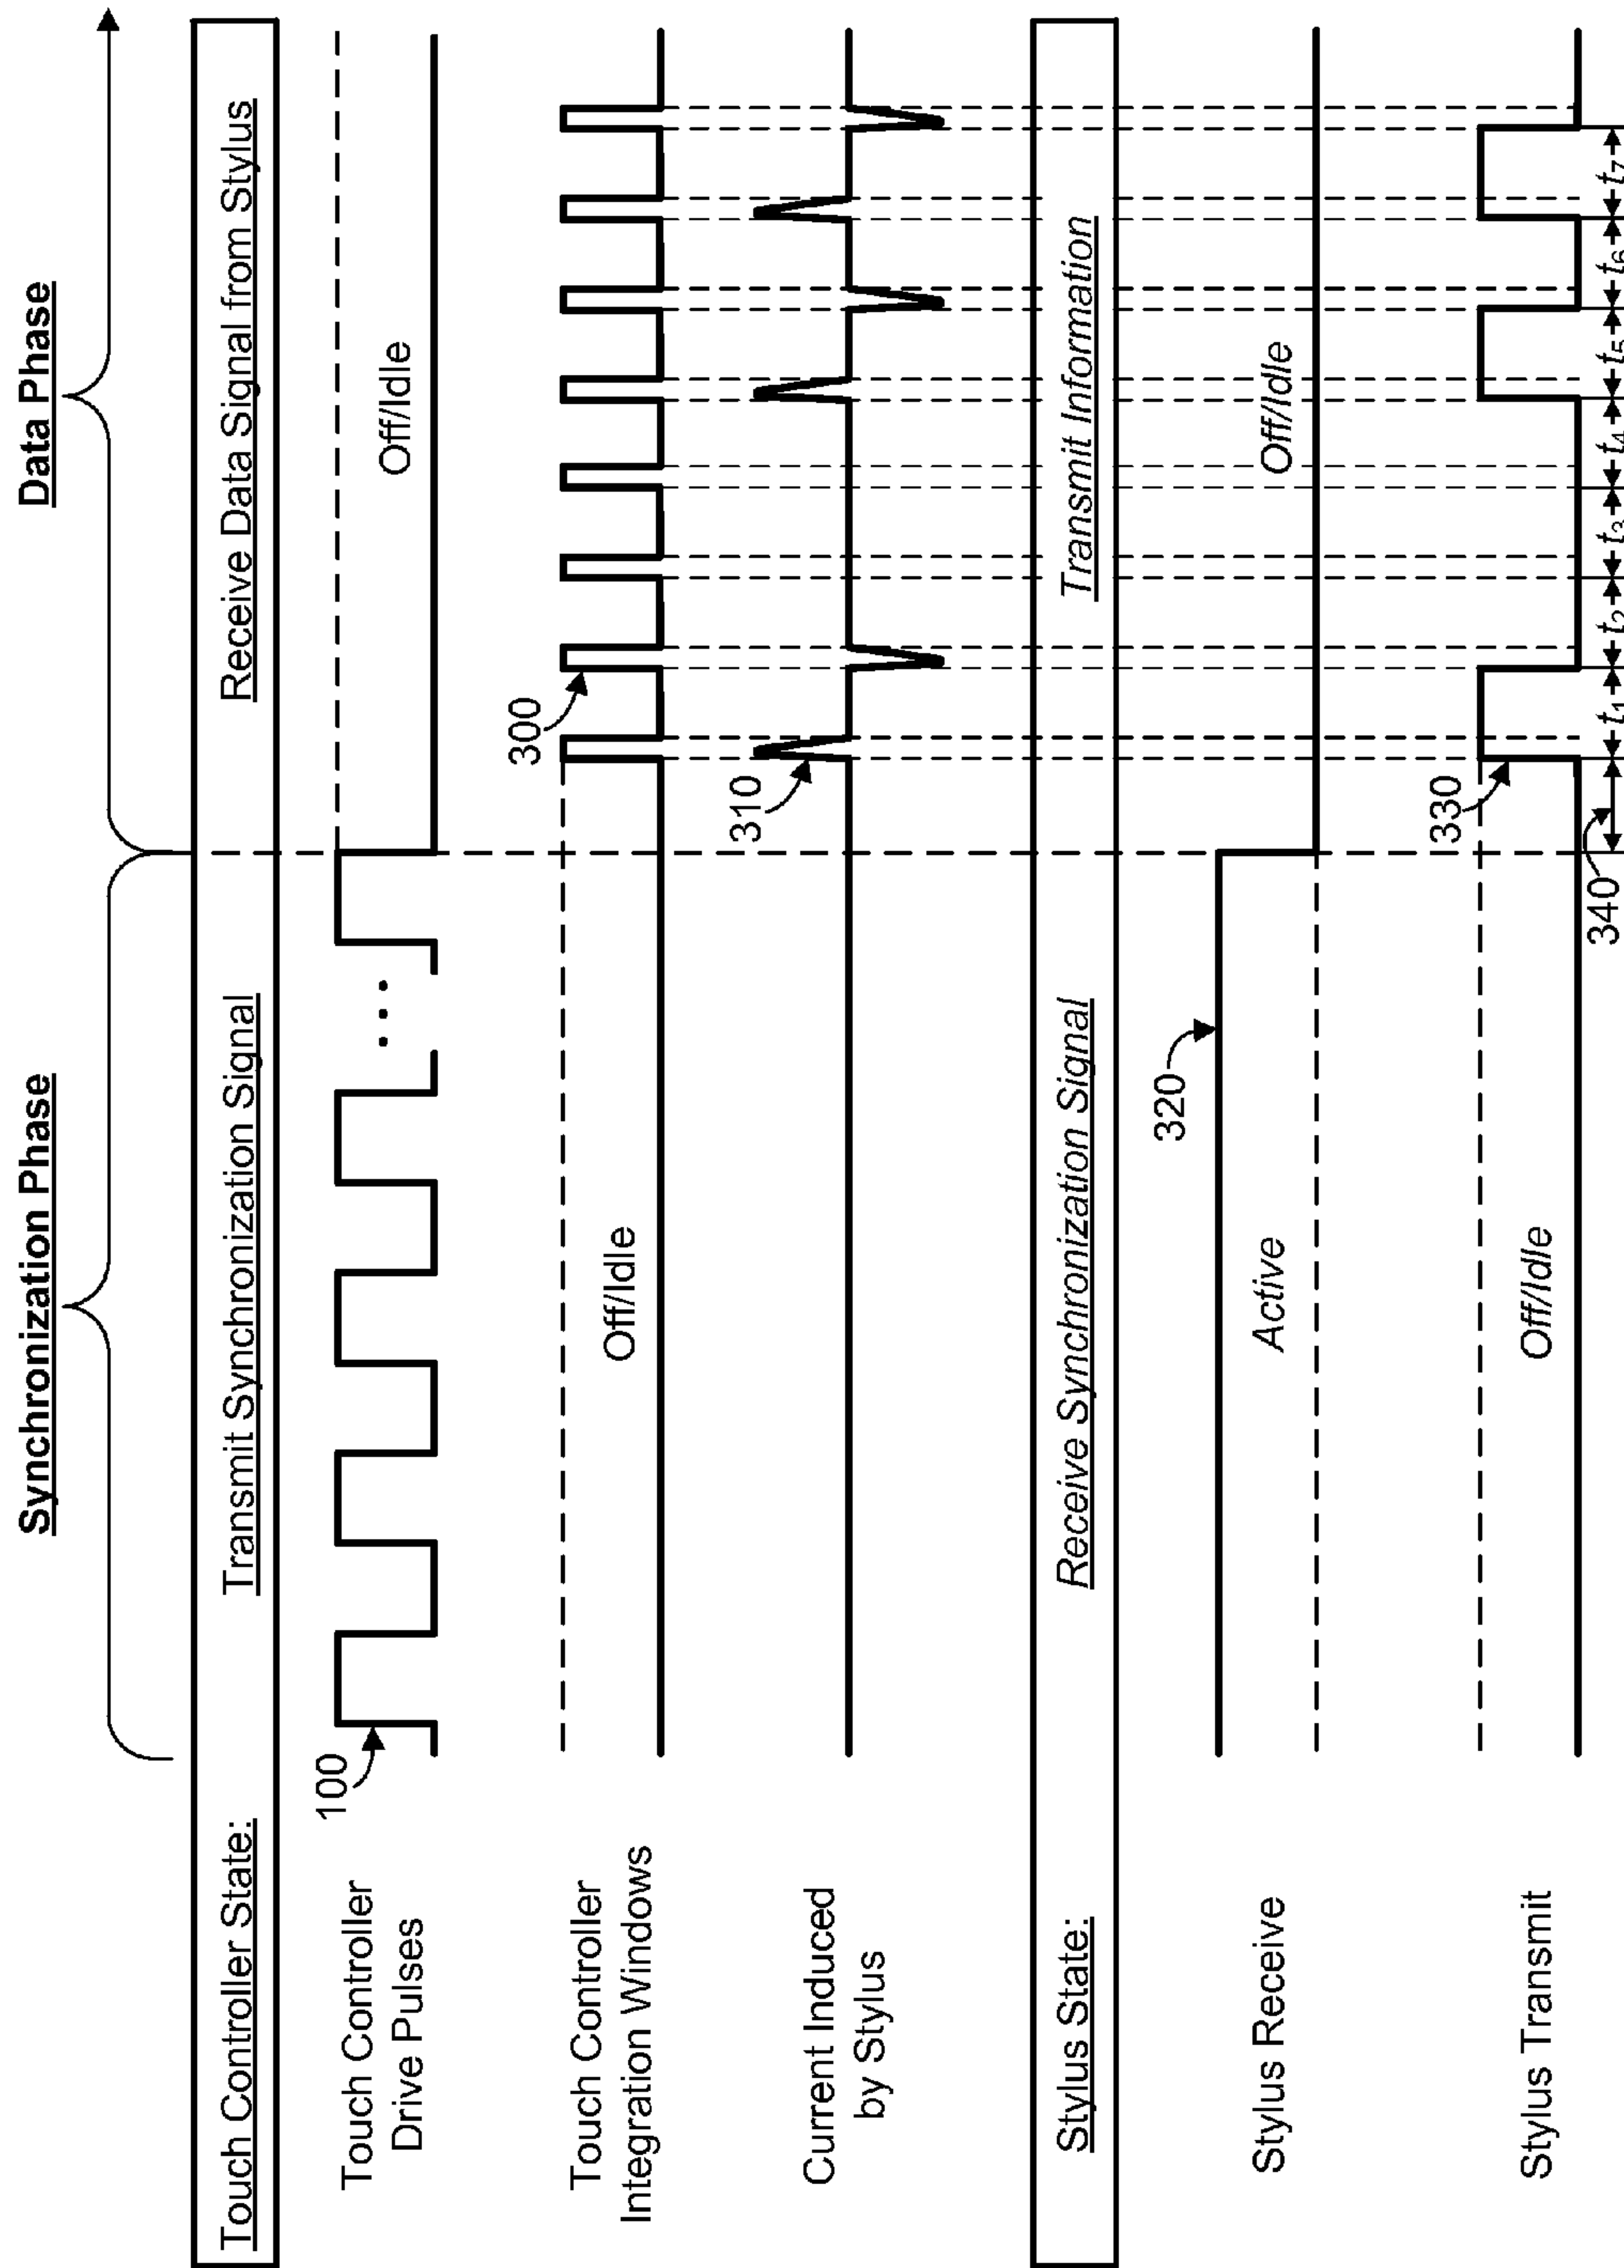 Synchronization Phase
Data Phase
Touch Controller State:
Transmit Synchronization Signal
Receive Data Signal from Stylus
Touch Controller
Drive Pulses
100
...
Off/Idle
Touch Controller
Integration Windows
Off/Idle
300
Current Induced
by Stylus
310
Stylus State:
Receive Synchronization Signal
Transmit Information
Stylus Receive
Active
320
Off/Idle
Stylus Transmit
Off/Idle
330
340
t₁ t₂ t₃ t₄ t₅ t₆ t₇